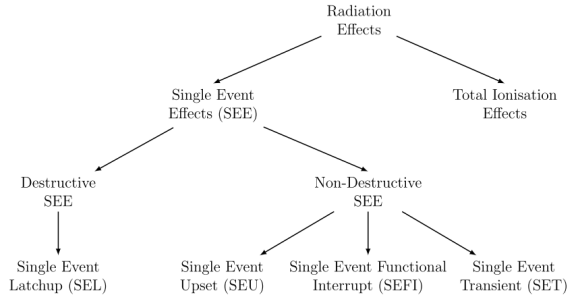 Radiation
Effects
Single Event
Effects (SEE)
Total Ionisation
Effects
Destructive
SEE
Non-Destructive
SEE
Single Event
Latchup (SEL)
Single Event
Upset (SEU)
Single Event Functional
Interrupt (SEFI)
Single Event
Transient (SET)